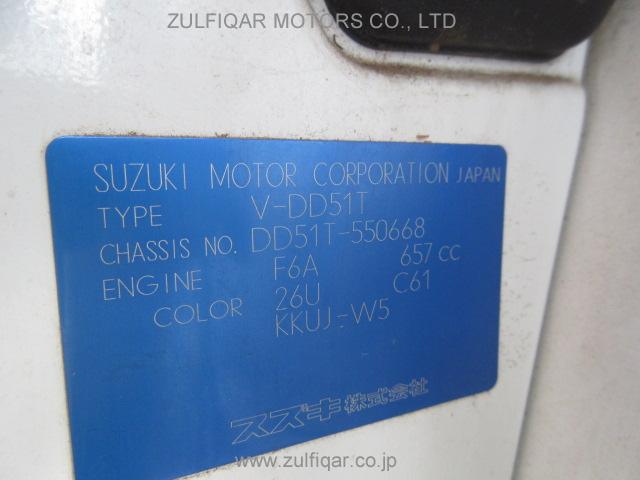 ZULFIQAR MOTORS CO., LTD
SUZUKI MOTOR CORPORATION JAPAN
TYPE V-DD51T
CHASSIS NO. DD51T-550668
ENGINE F6A 657 CC
COLOR 26U C61
KKUJ-W5
スズキ株式会社
www.zulfiqar.co.jp